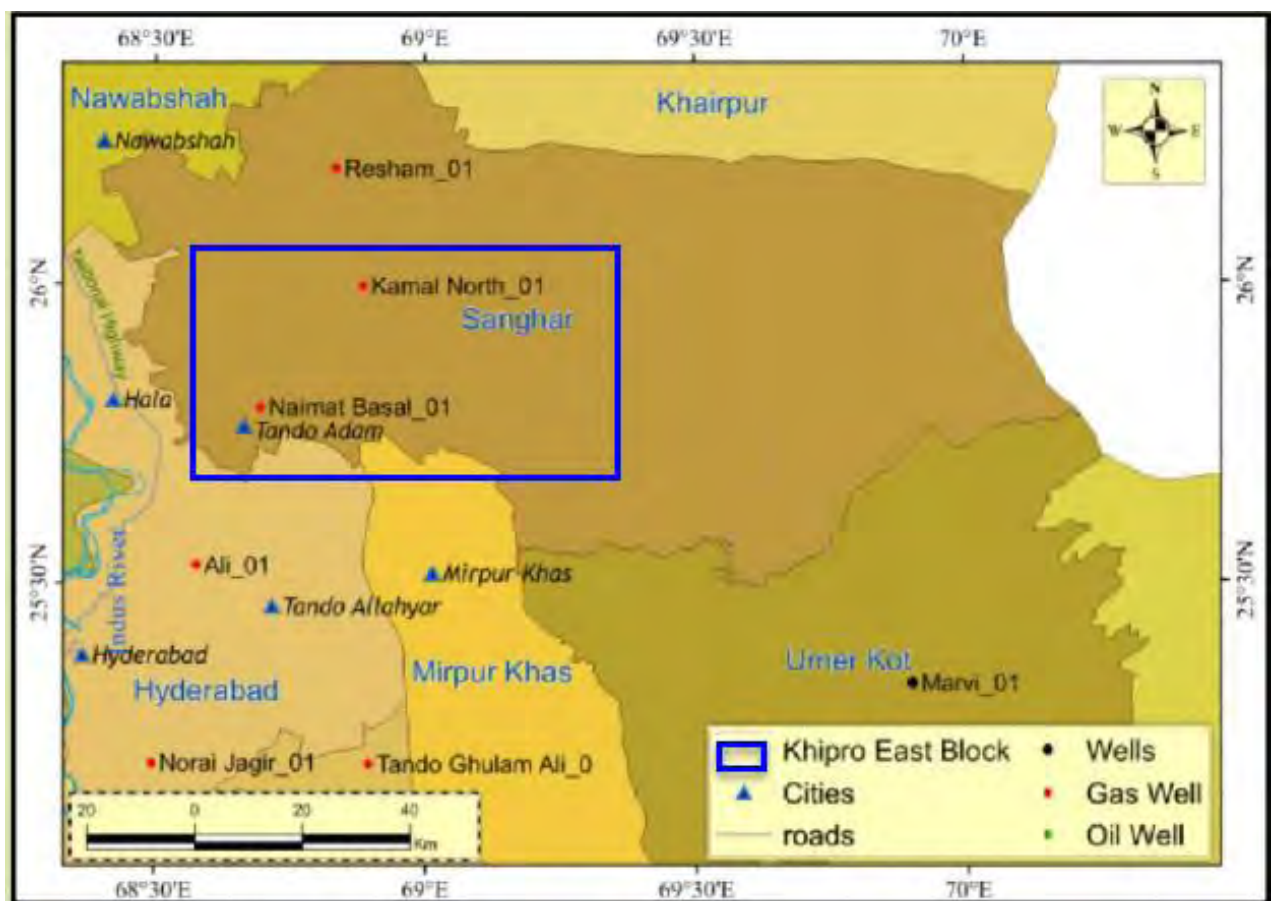 68°30'E 69°E 69°30'E 70°E
Nawabshah
Khairpur
N
W E
S
Nawabshah
Resham_01
26°N
26°N
Kamal North_01
Sanghar
National Highway
Hala
Naimat Basal_01
Tando Adam
25°30'N
25°30'N
Ali_01
Mirpur Khas
Indus River
Tando Allahyar
Hyderabad
Hyderabad
Mirpur Khas
Umer Kot
Marvi_01
Norai Jagir_01
Tando Ghulam Ali_0
Khipro East Block
Wells
Cities
Gas Well
roads
Oil Well
20 0 20 40
Km
68°30'E 69°E 69°30'E 70°E